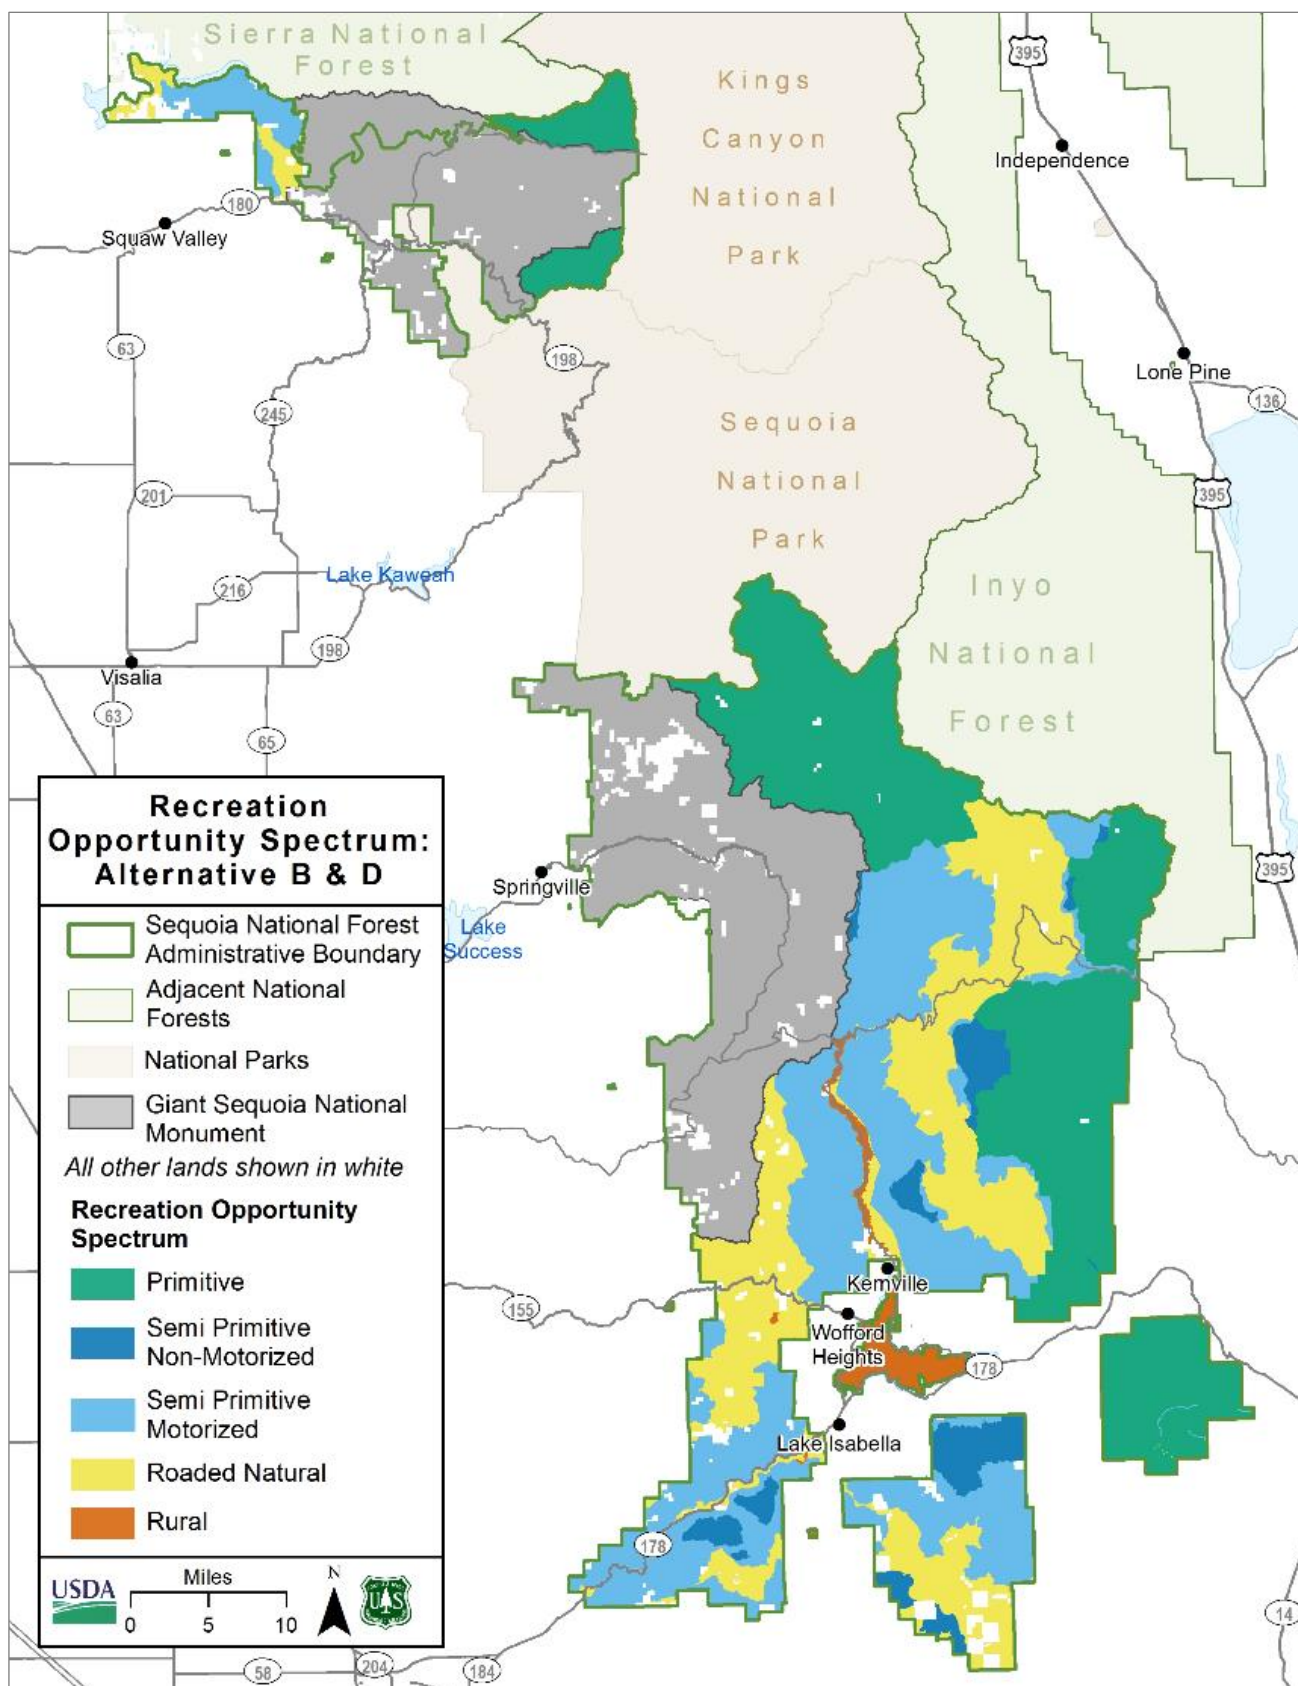 Sierra National
Forest
Kings
Canyon
National
Park
395
Independence
180
Squaw Valley
63
198
Lone Pine
136
245
Sequoia
National
Park
201
395
Lake Kaweah
216
Inyo
National
Forest
198
Visalia
63
65
Recreation
Opportunity Spectrum:
Alternative B & D
Springville
395
Lake
Success
Sequoia National Forest
Administrative Boundary
Adjacent National
Forests
National Parks
Giant Sequoia National
Monument
All other lands shown in white
Recreation Opportunity
Spectrum
Primitive
Semi Primitive
Non-Motorized
Semi Primitive
Motorized
Roaded Natural
Rural
Kernville
155
Wofford
Heights
178
Lake Isabella
178
14
USDA
Miles
0 5 10
N
U S
58
204
184